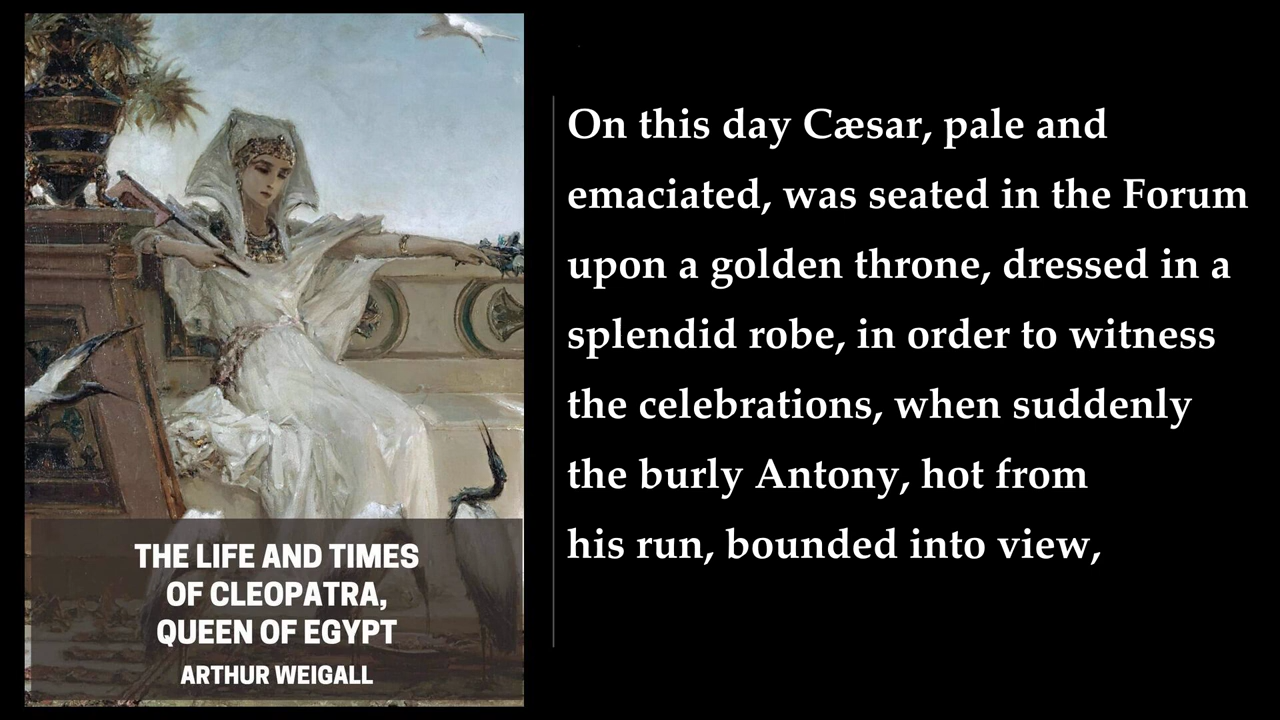 On this day Cæsar, pale and
emaciated, was seated in the Forum
upon a golden throne, dressed in a
splendid robe, in order to witness
the celebrations, when suddenly
the burly Antony, hot from
his run, bounded into view,
THE LIFE AND TIMES
OF CLEOPATRA,
QUEEN OF EGYPT
ARTHUR WEIGALL